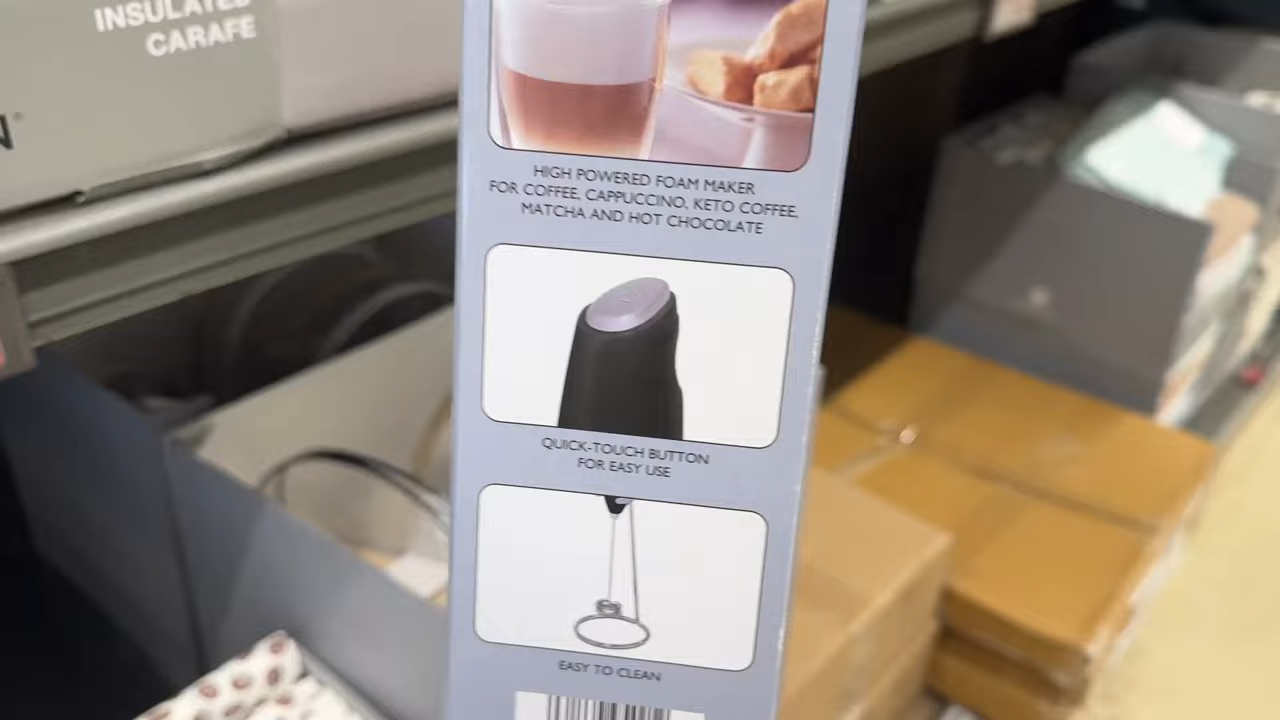 INSULATED
CARAFE
HIGH POWERED FOAM MAKER
FOR COFFEE, CAPPUCCINO, KETO COFFEE,
MATCHA AND HOT CHOCOLATE
QUICK-TOUCH BUTTON
FOR EASY USE
EASY TO CLEAN